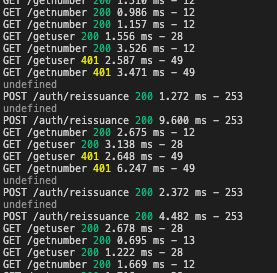 GET /getnumber 200 1.310 ms – 12
GET /getnumber 200 0.986 ms – 12
GET /getnumber 200 1.157 ms – 12
GET /getuser 200 1.556 ms – 28
GET /getnumber 200 3.526 ms – 12
GET /getuser 401 2.587 ms – 49
GET /getnumber 401 3.471 ms – 49
undefined
POST /auth/reissuance 200 1.272 ms – 253
undefined
POST /auth/reissuance 200 9.600 ms – 253
GET /getnumber 200 2.675 ms – 12
GET /getuser 200 3.138 ms – 28
GET /getuser 401 2.648 ms – 49
GET /getnumber 401 6.247 ms – 49
undefined
POST /auth/reissuance 200 2.372 ms – 253
undefined
POST /auth/reissuance 200 4.482 ms – 253
GET /getuser 200 2.678 ms – 28
GET /getnumber 200 0.695 ms – 13
GET /getuser 200 1.222 ms – 28
GET /getnumber 200 1.669 ms – 12